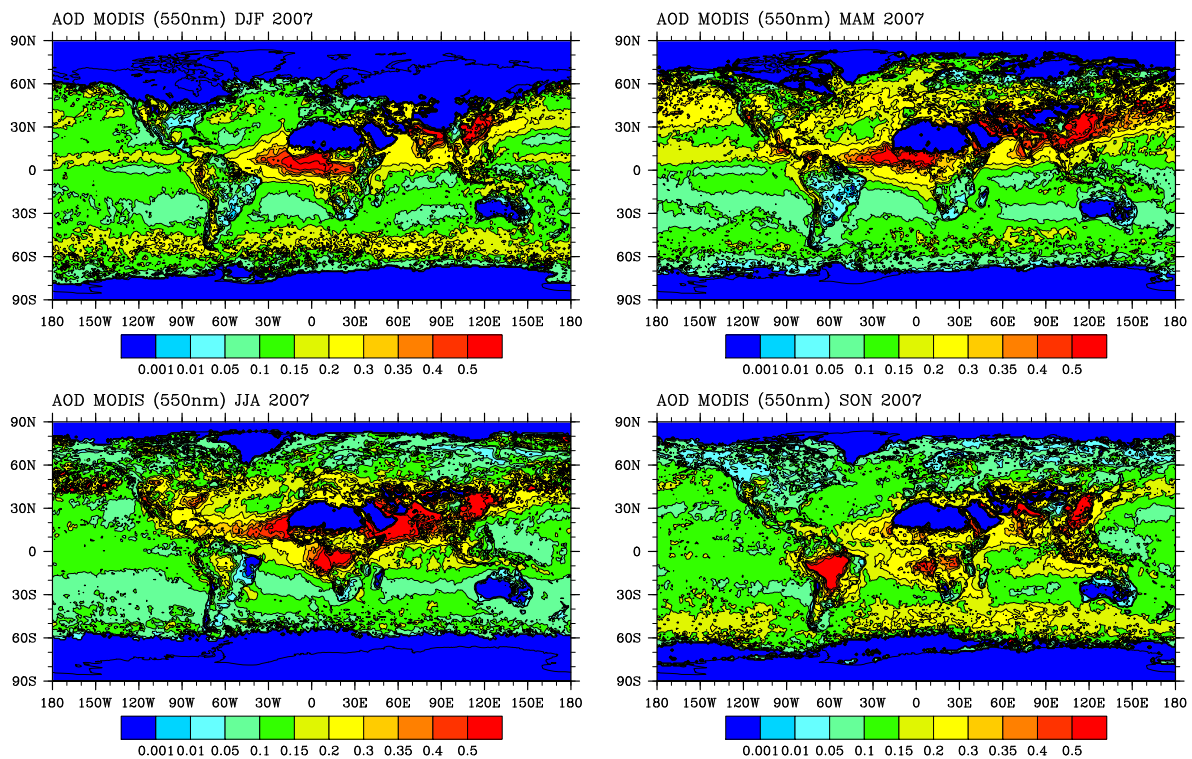 AOD MODIS (550nm) DJF 2007
90N
60N
30N
0
30S
60S
90S
180 150W 120W 90W 60W 30W 0 30E 60E 90E 120E 150E 180
0.001 0.01 0.05 0.1 0.15 0.2 0.3 0.35 0.4 0.5
AOD MODIS (550nm) MAM 2007
90N
60N
30N
0
30S
60S
90S
180 150W 120W 90W 60W 30W 0 30E 60E 90E 120E 150E 180
0.001 0.01 0.05 0.1 0.15 0.2 0.3 0.35 0.4 0.5
AOD MODIS (550nm) JJA 2007
90N
60N
30N
0
30S
60S
90S
180 150W 120W 90W 60W 30W 0 30E 60E 90E 120E 150E 180
0.001 0.01 0.05 0.1 0.15 0.2 0.3 0.35 0.4 0.5
AOD MODIS (550nm) SON 2007
90N
60N
30N
0
30S
60S
90S
180 150W 120W 90W 60W 30W 0 30E 60E 90E 120E 150E 180
0.001 0.01 0.05 0.1 0.15 0.2 0.3 0.35 0.4 0.5